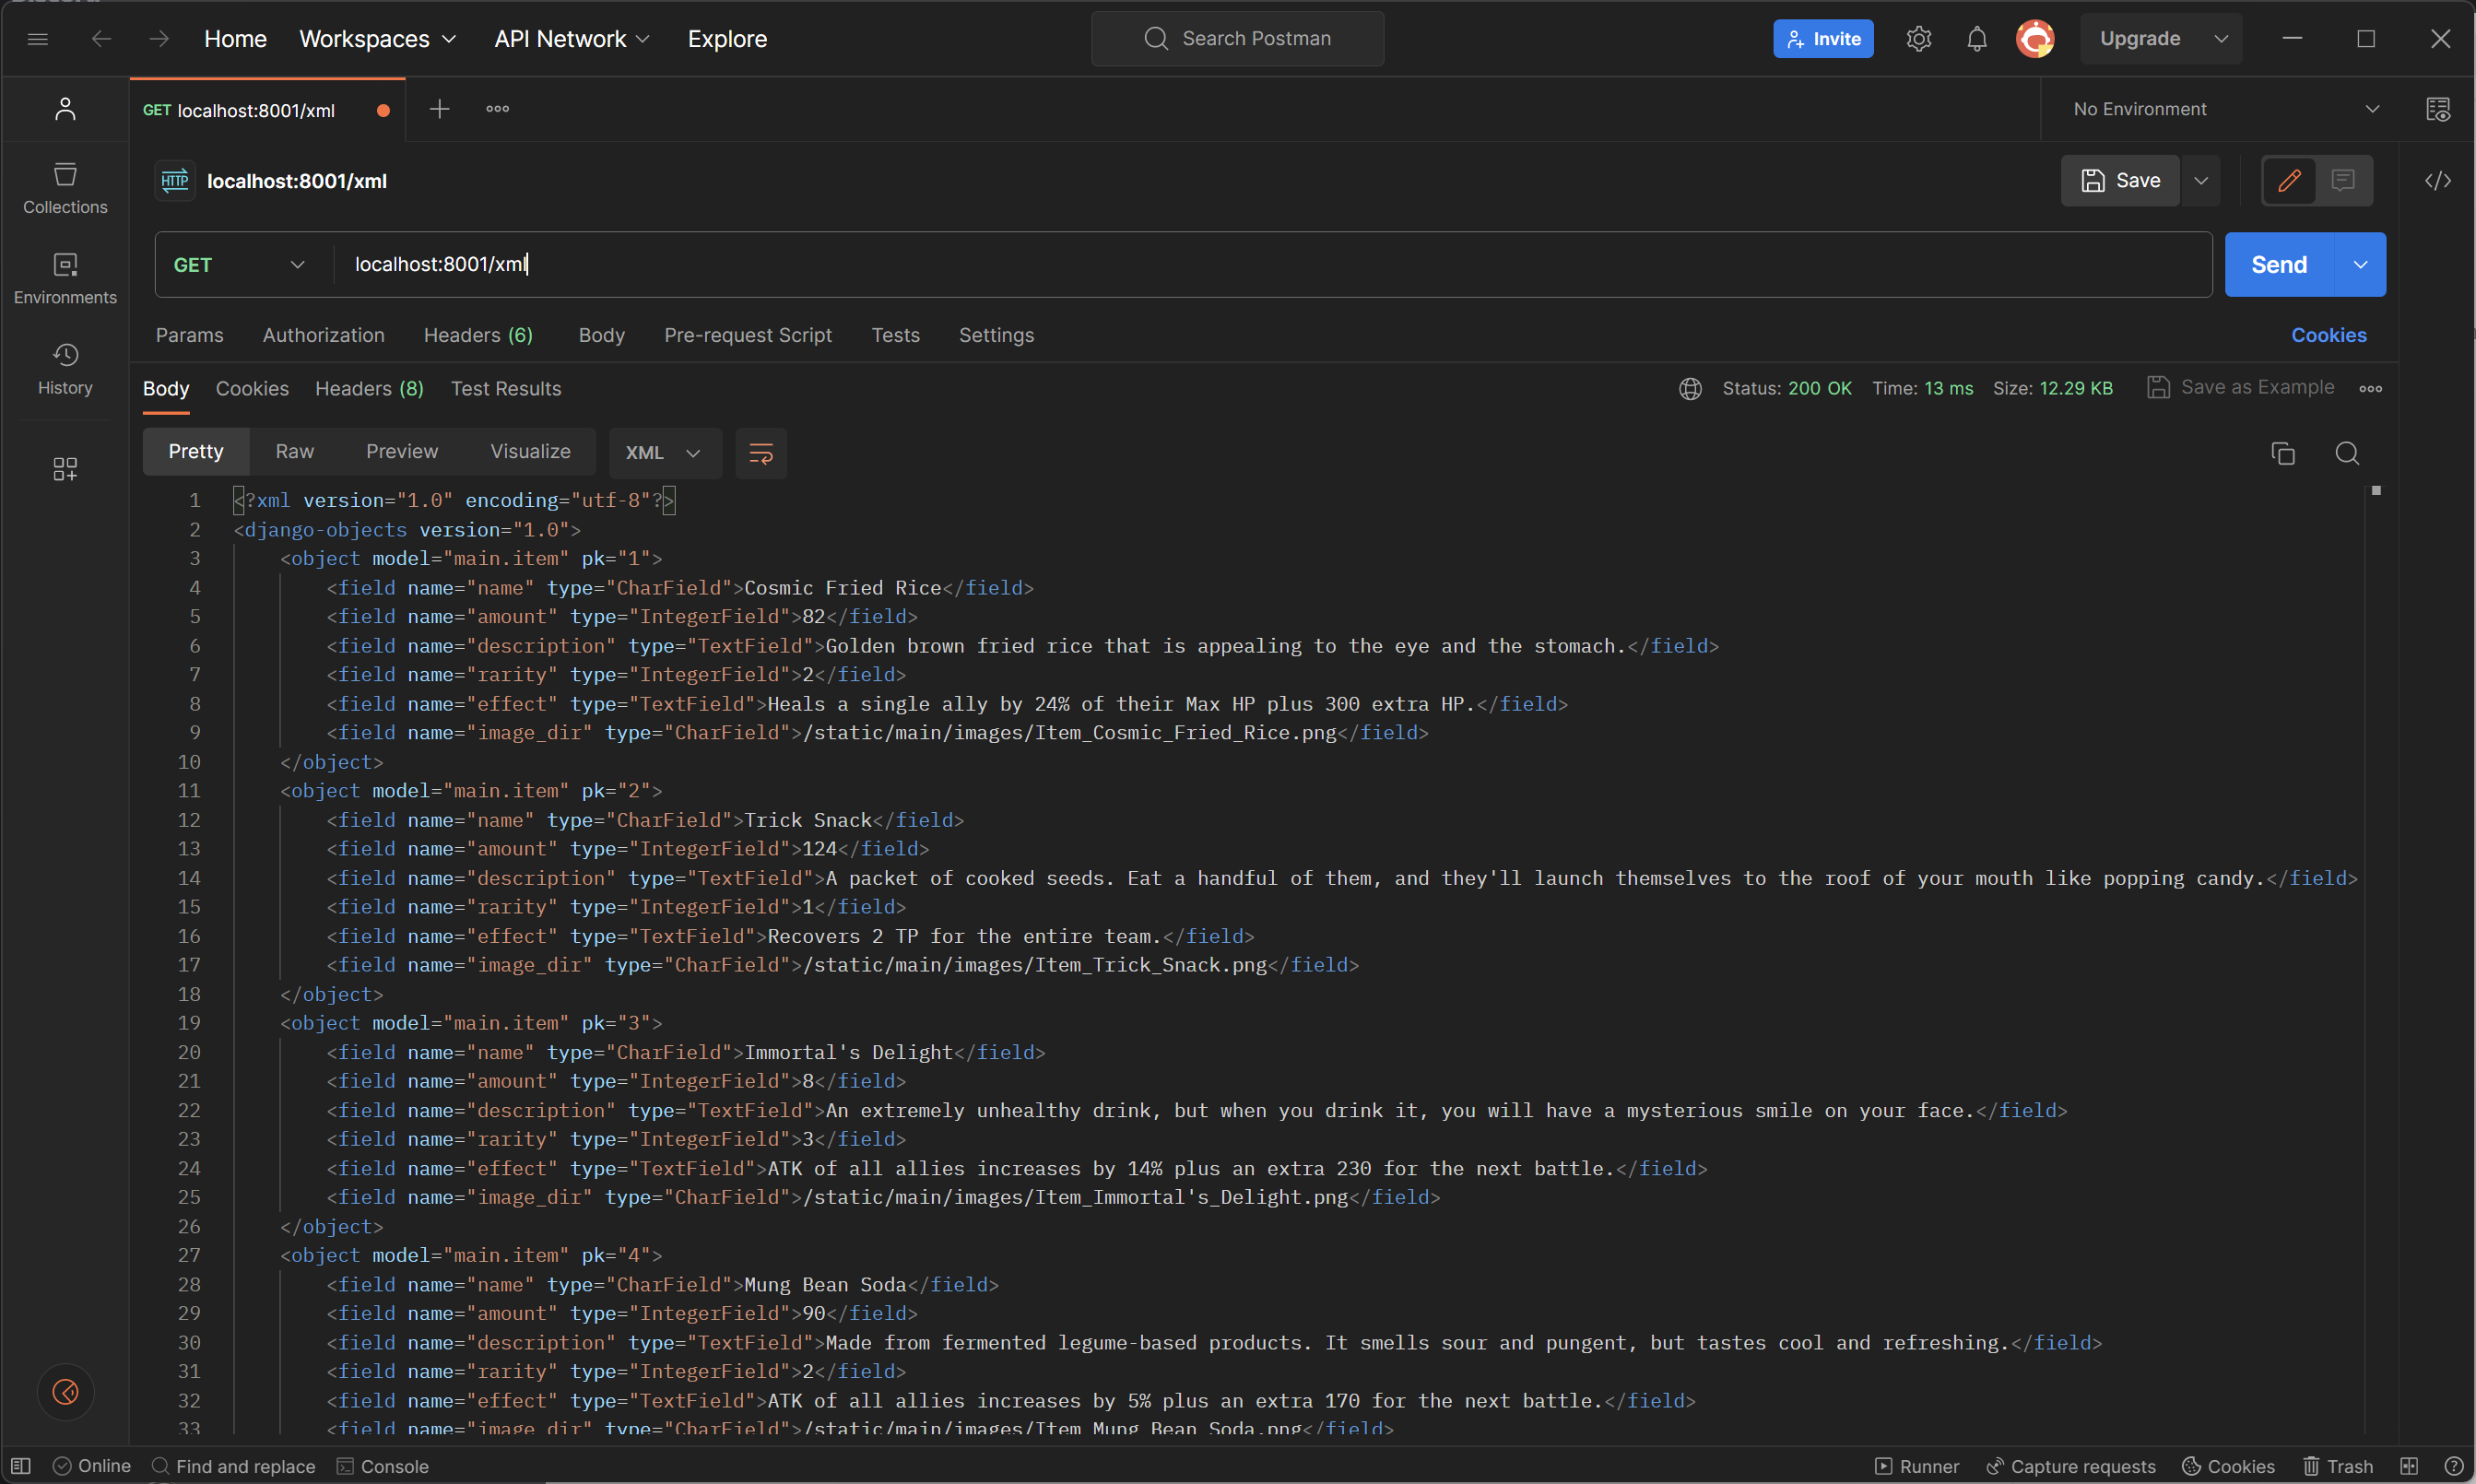 Home Workspaces API Network Explore Search Postman Invite Upgrade
GET localhost:8001/xml No Environment
HTTP localhost:8001/xml Save
GET localhost:8001/xml Send
Params Authorization Headers (6) Body Pre-request Script Tests Settings Cookies
Body Cookies Headers (8) Test Results Status: 200 OK Time: 13 ms Size: 12.29 KB Save as Example
Pretty Raw Preview Visualize XML
Collections
Environments
History
1 <?xml version="1.0" encoding="utf-8"?>
2 <django-objects version="1.0">
3 <object model="main.item" pk="1">
4 <field name="name" type="CharField">Cosmic Fried Rice</field>
5 <field name="amount" type="IntegerField">82</field>
6 <field name="description" type="TextField">Golden brown fried rice that is appealing to the eye and the stomach.</field>
7 <field name="rarity" type="IntegerField">2</field>
8 <field name="effect" type="TextField">Heals a single ally by 24% of their Max HP plus 300 extra HP.</field>
9 <field name="image_dir" type="CharField">/static/main/images/Item_Cosmic_Fried_Rice.png</field>
10 </object>
11 <object model="main.item" pk="2">
12 <field name="name" type="CharField">Trick Snack</field>
13 <field name="amount" type="IntegerField">124</field>
14 <field name="description" type="TextField">A packet of cooked seeds. Eat a handful of them, and they'll launch themselves to the roof of your mouth like popping candy.</field>
15 <field name="rarity" type="IntegerField">1</field>
16 <field name="effect" type="TextField">Recovers 2 TP for the entire team.</field>
17 <field name="image_dir" type="CharField">/static/main/images/Item_Trick_Snack.png</field>
18 </object>
19 <object model="main.item" pk="3">
20 <field name="name" type="CharField">Immortal's Delight</field>
21 <field name="amount" type="IntegerField">8</field>
22 <field name="description" type="TextField">An extremely unhealthy drink, but when you drink it, you will have a mysterious smile on your face.</field>
23 <field name="rarity" type="IntegerField">3</field>
24 <field name="effect" type="TextField">ATK of all allies increases by 14% plus an extra 230 for the next battle.</field>
25 <field name="image_dir" type="CharField">/static/main/images/Item_Immortal's_Delight.png</field>
26 </object>
27 <object model="main.item" pk="4">
28 <field name="name" type="CharField">Mung Bean Soda</field>
29 <field name="amount" type="IntegerField">90</field>
30 <field name="description" type="TextField">Made from fermented legume-based products. It smells sour and pungent, but tastes cool and refreshing.</field>
31 <field name="rarity" type="IntegerField">2</field>
32 <field name="effect" type="TextField">ATK of all allies increases by 5% plus an extra 170 for the next battle.</field>
33 <field name="image_dir" type="CharField">/static/main/images/Item_Mung_Bean_Soda.png</field>
Online Find and replace Console Runner Capture requests Cookies Trash